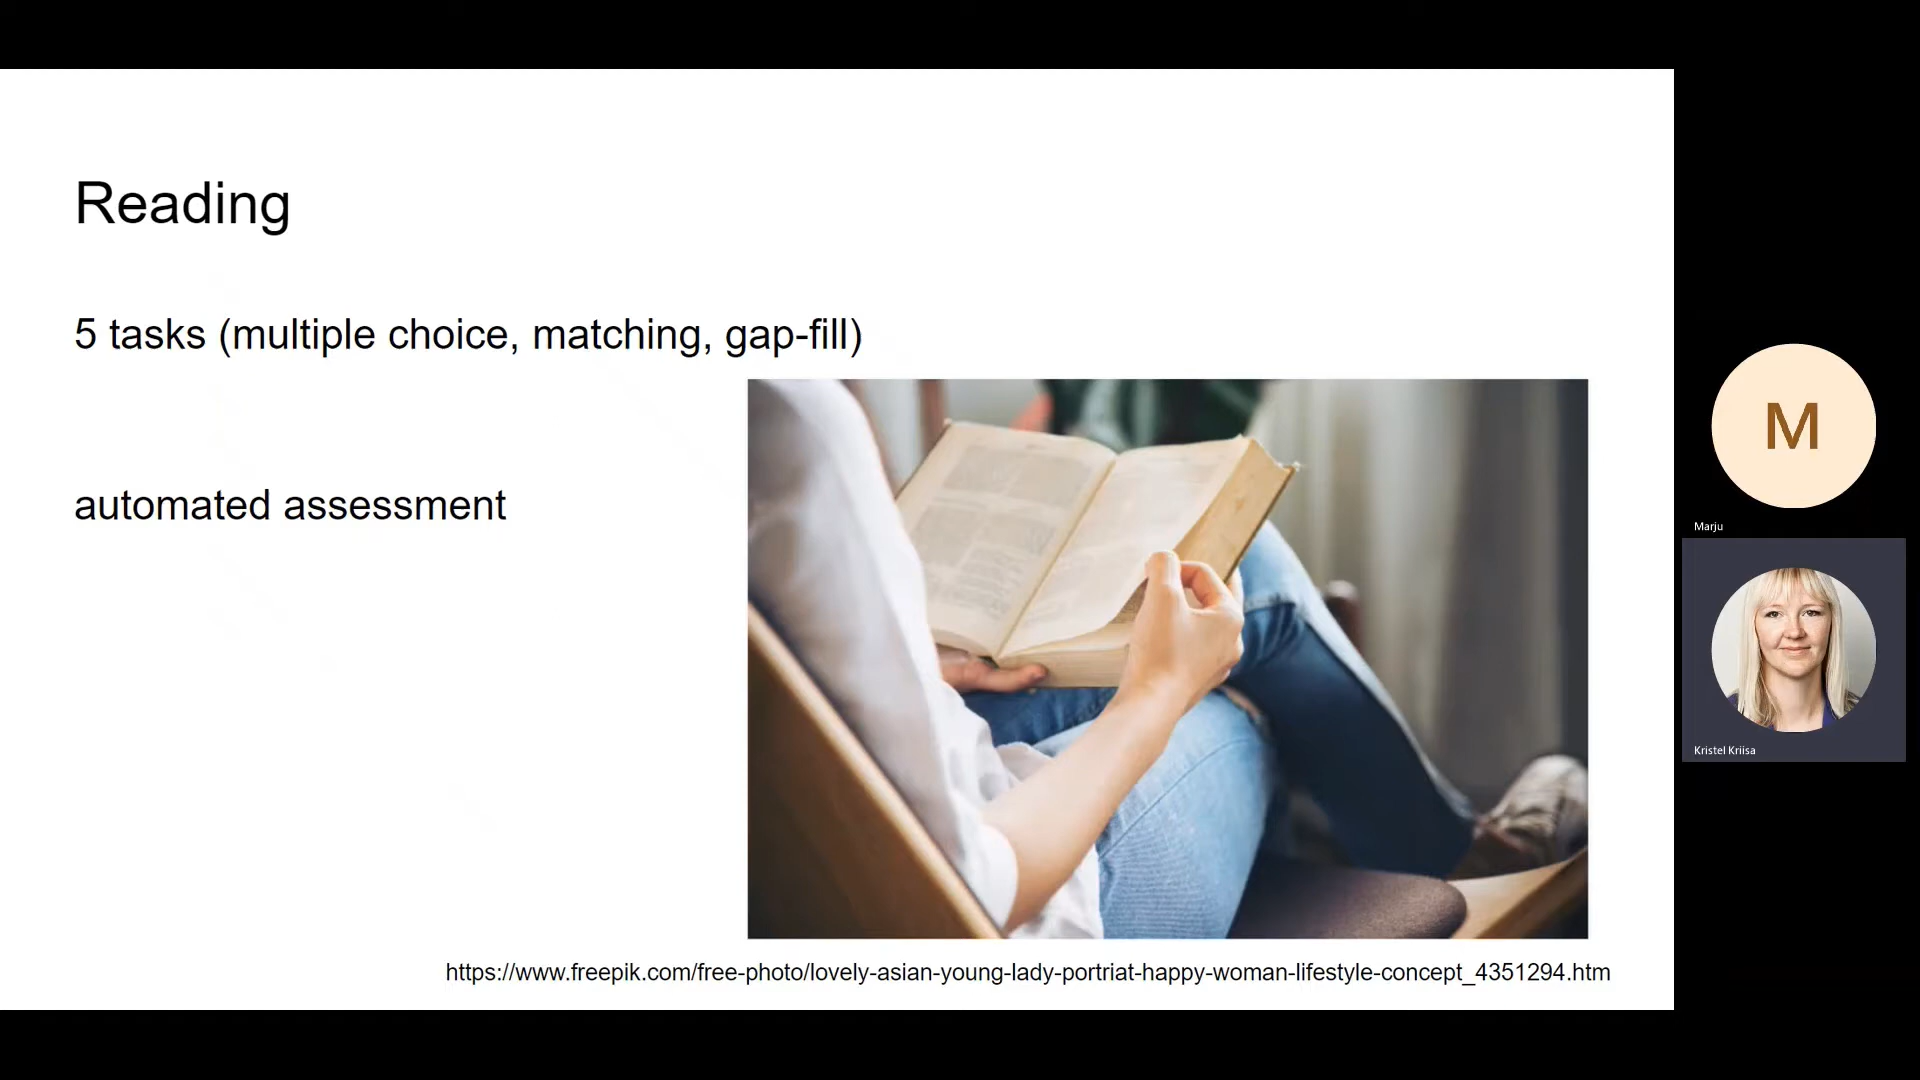 Reading
5 tasks (multiple choice, matching, gap-fill)
automated assessment
https://www.freepik.com/free-photo/lovely-asian-young-lady-portriat-happy-woman-lifestyle-concept_4351294.htm
M
Marju
Kristel Kriisa